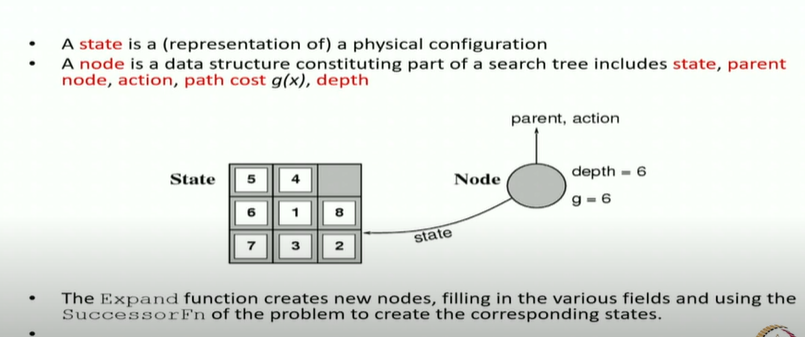 • A state is a (representation of) a physical configuration
• A node is a data structure constituting part of a search tree includes state, parent
node, action, path cost g(x), depth
parent, action
State
5 4
6 1 8
7 3 2
Node
depth = 6
g = 6
state
• The Expand function creates new nodes, filling in the various fields and using the
SuccessorFn of the problem to create the corresponding states.
•